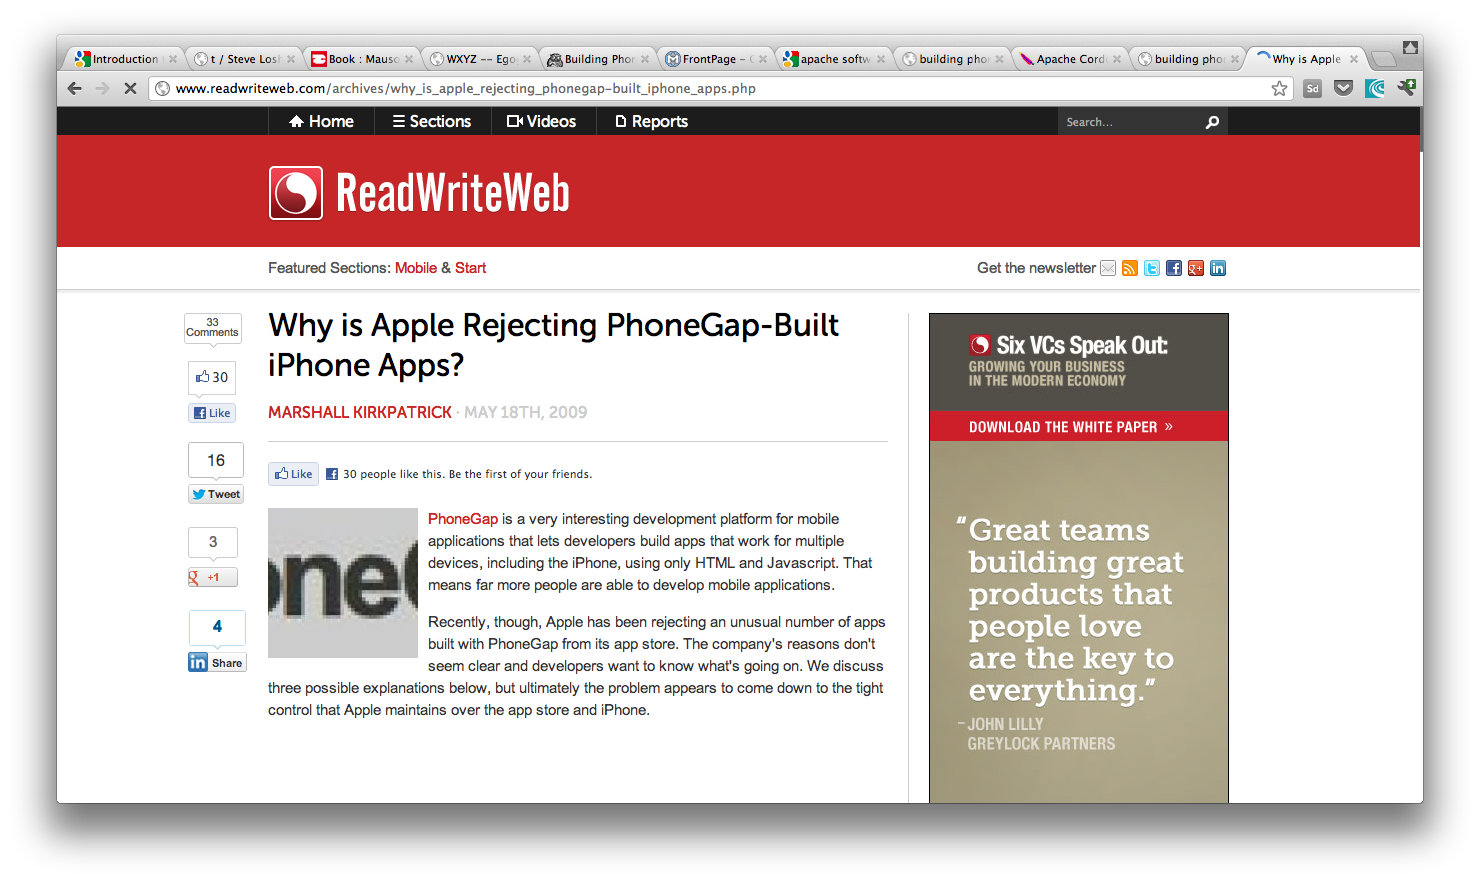 Introduction
t / Steve Losl
Book : Mauso
WXYZ -- Ego
Building Phor
FrontPage - C
apache softw
building phor
Apache Cord
building phor
Why is Apple
www.readwriteweb.com/archives/why_is_apple_rejecting_phonegap-built_iphone_apps.php
Sd
Home
Sections
Videos
Reports
Search...
ReadWriteWeb
Featured Sections: Mobile & Start
Get the newsletter
33
Comments
30
Like
16
Tweet
3
+1
4
Share
Why is Apple Rejecting PhoneGap-Built
iPhone Apps?
MARSHALL KIRKPATRICK · MAY 18TH, 2009
Like
30 people like this. Be the first of your friends.
oneG
PhoneGap is a very interesting development platform for mobile
applications that lets developers build apps that work for multiple
devices, including the iPhone, using only HTML and Javascript. That
means far more people are able to develop mobile applications.
Recently, though, Apple has been rejecting an unusual number of apps
built with PhoneGap from its app store. The company's reasons don't
seem clear and developers want to know what's going on. We discuss
three possible explanations below, but ultimately the problem appears to come down to the tight
control that Apple maintains over the app store and iPhone.
Six VCs Speak Out:
GROWING YOUR BUSINESS
IN THE MODERN ECONOMY
DOWNLOAD THE WHITE PAPER »
“Great teams
building great
products that
people love
are the key to
everything.”
– JOHN LILLY
GREYLOCK PARTNERS